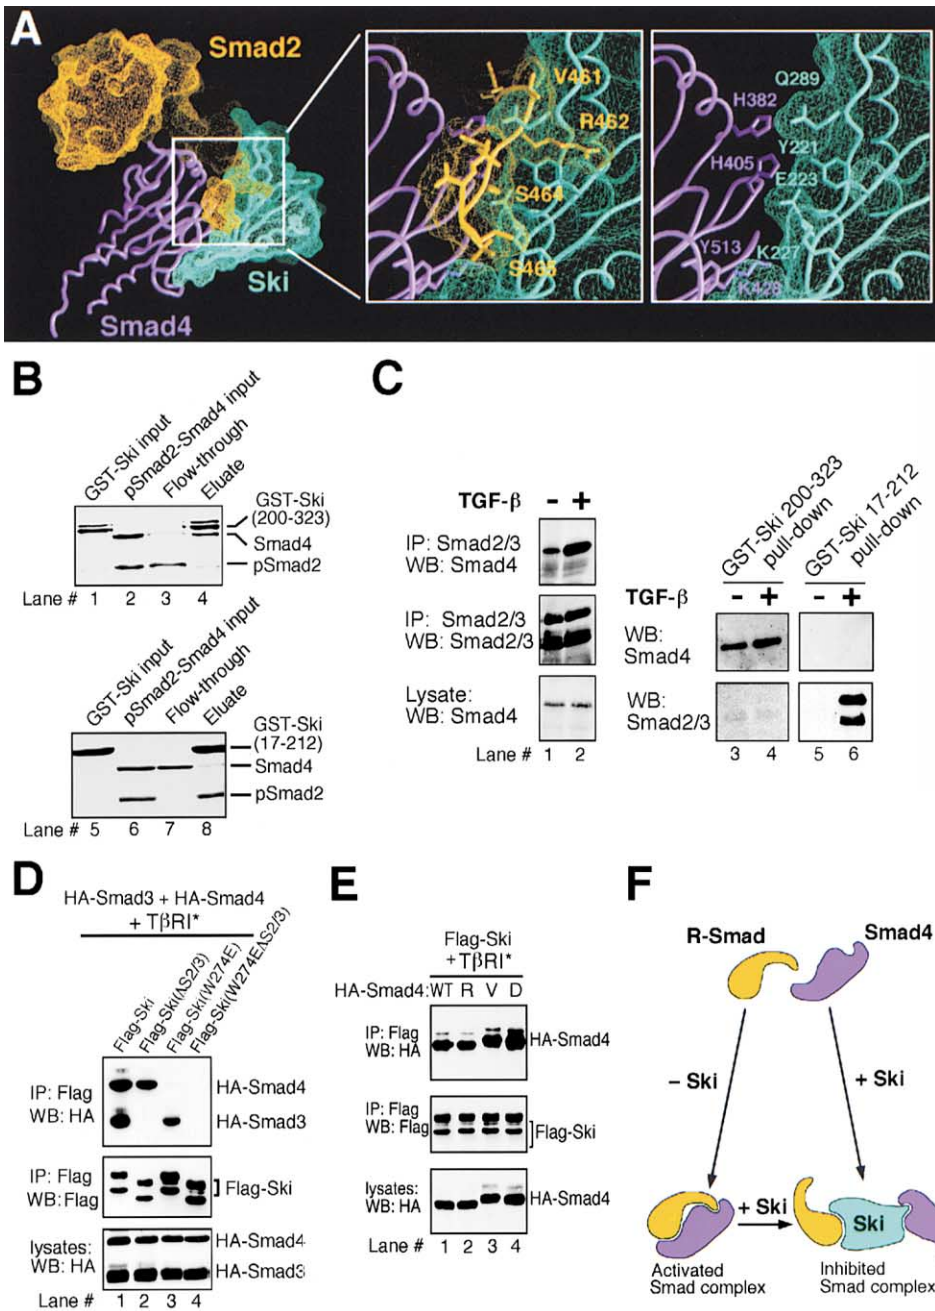 A
Smad2
Smad4
Ski
V461
R462
S464
S465
Q289
H382
Y221
H405
E223
Y513
K227
K428
B
GST-Ski input
pSmad2-Smad4 input
Flow-through
Eluate
GST-Ski
(200-323)
Smad4
pSmad2
Lane # 1 2 3 4
GST-Ski input
pSmad2-Smad4 input
Flow-through
Eluate
GST-Ski
(17-212)
Smad4
pSmad2
Lane # 5 6 7 8
C
TGF-β - +
IP: Smad2/3
WB: Smad4
IP: Smad2/3
WB: Smad2/3
Lysate:
WB: Smad4
Lane # 1 2
GST-Ski 200-323
pull-down
GST-Ski 17-212
pull-down
TGF-β - + - +
WB:
Smad4
WB:
Smad2/3
3 4 5 6
D
HA-Smad3 + HA-Smad4
+ TβRI*
Flag-Ski
Flag-Ski(ΔS2/3)
Flag-Ski(W274E)
Flag-Ski(W274EΔS2/3)
IP: Flag
WB: HA
HA-Smad4
HA-Smad3
IP: Flag
WB: Flag
Flag-Ski
lysates:
WB: HA
HA-Smad4
HA-Smad3
Lane # 1 2 3 4
E
Flag-Ski
+ TβRI*
HA-Smad4: WT R V D
IP: Flag
WB: HA
HA-Smad4
IP: Flag
WB: Flag
Flag-Ski
lysates:
WB: HA
HA-Smad4
Lane # 1 2 3 4
F
R-Smad
Smad4
– Ski
+ Ski
+ Ski
Ski
Activated
Smad complex
Inhibited
Smad complex